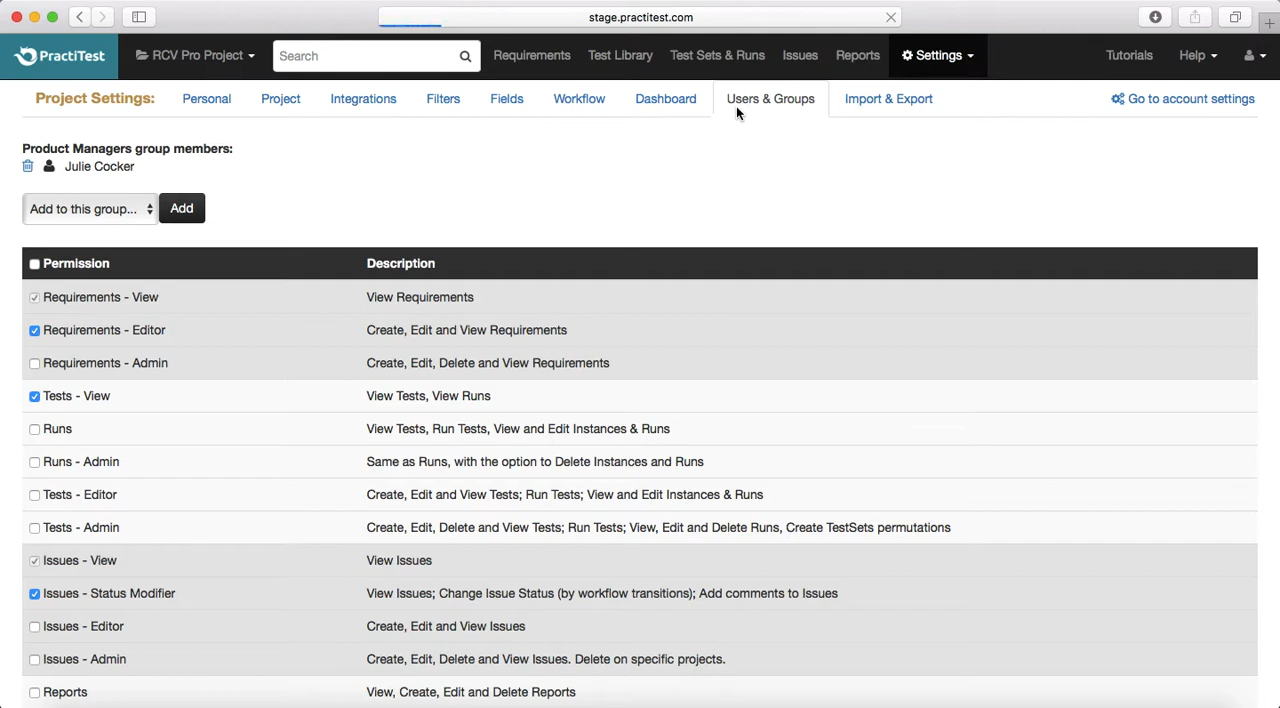 stage.practitest.com
PractiTest RCV Pro Project Search Requirements Test Library Test Sets & Runs Issues Reports Settings Tutorials Help
Project Settings: Personal Project Integrations Filters Fields Workflow Dashboard Users & Groups Import & Export Go to account settings
Product Managers group members:
Julie Cocker
Add to this group... Add
Permission Description
Requirements - View View Requirements
Requirements - Editor Create, Edit and View Requirements
Requirements - Admin Create, Edit, Delete and View Requirements
Tests - View View Tests, View Runs
Runs View Tests, Run Tests, View and Edit Instances & Runs
Runs - Admin Same as Runs, with the option to Delete Instances and Runs
Tests - Editor Create, Edit and View Tests; Run Tests; View and Edit Instances & Runs
Tests - Admin Create, Edit, Delete and View Tests; Run Tests; View, Edit and Delete Runs, Create TestSets permutations
Issues - View View Issues
Issues - Status Modifier View Issues; Change Issue Status (by workflow transitions); Add comments to Issues
Issues - Editor Create, Edit and View Issues
Issues - Admin Create, Edit, Delete and View Issues. Delete on specific projects.
Reports View, Create, Edit and Delete Reports